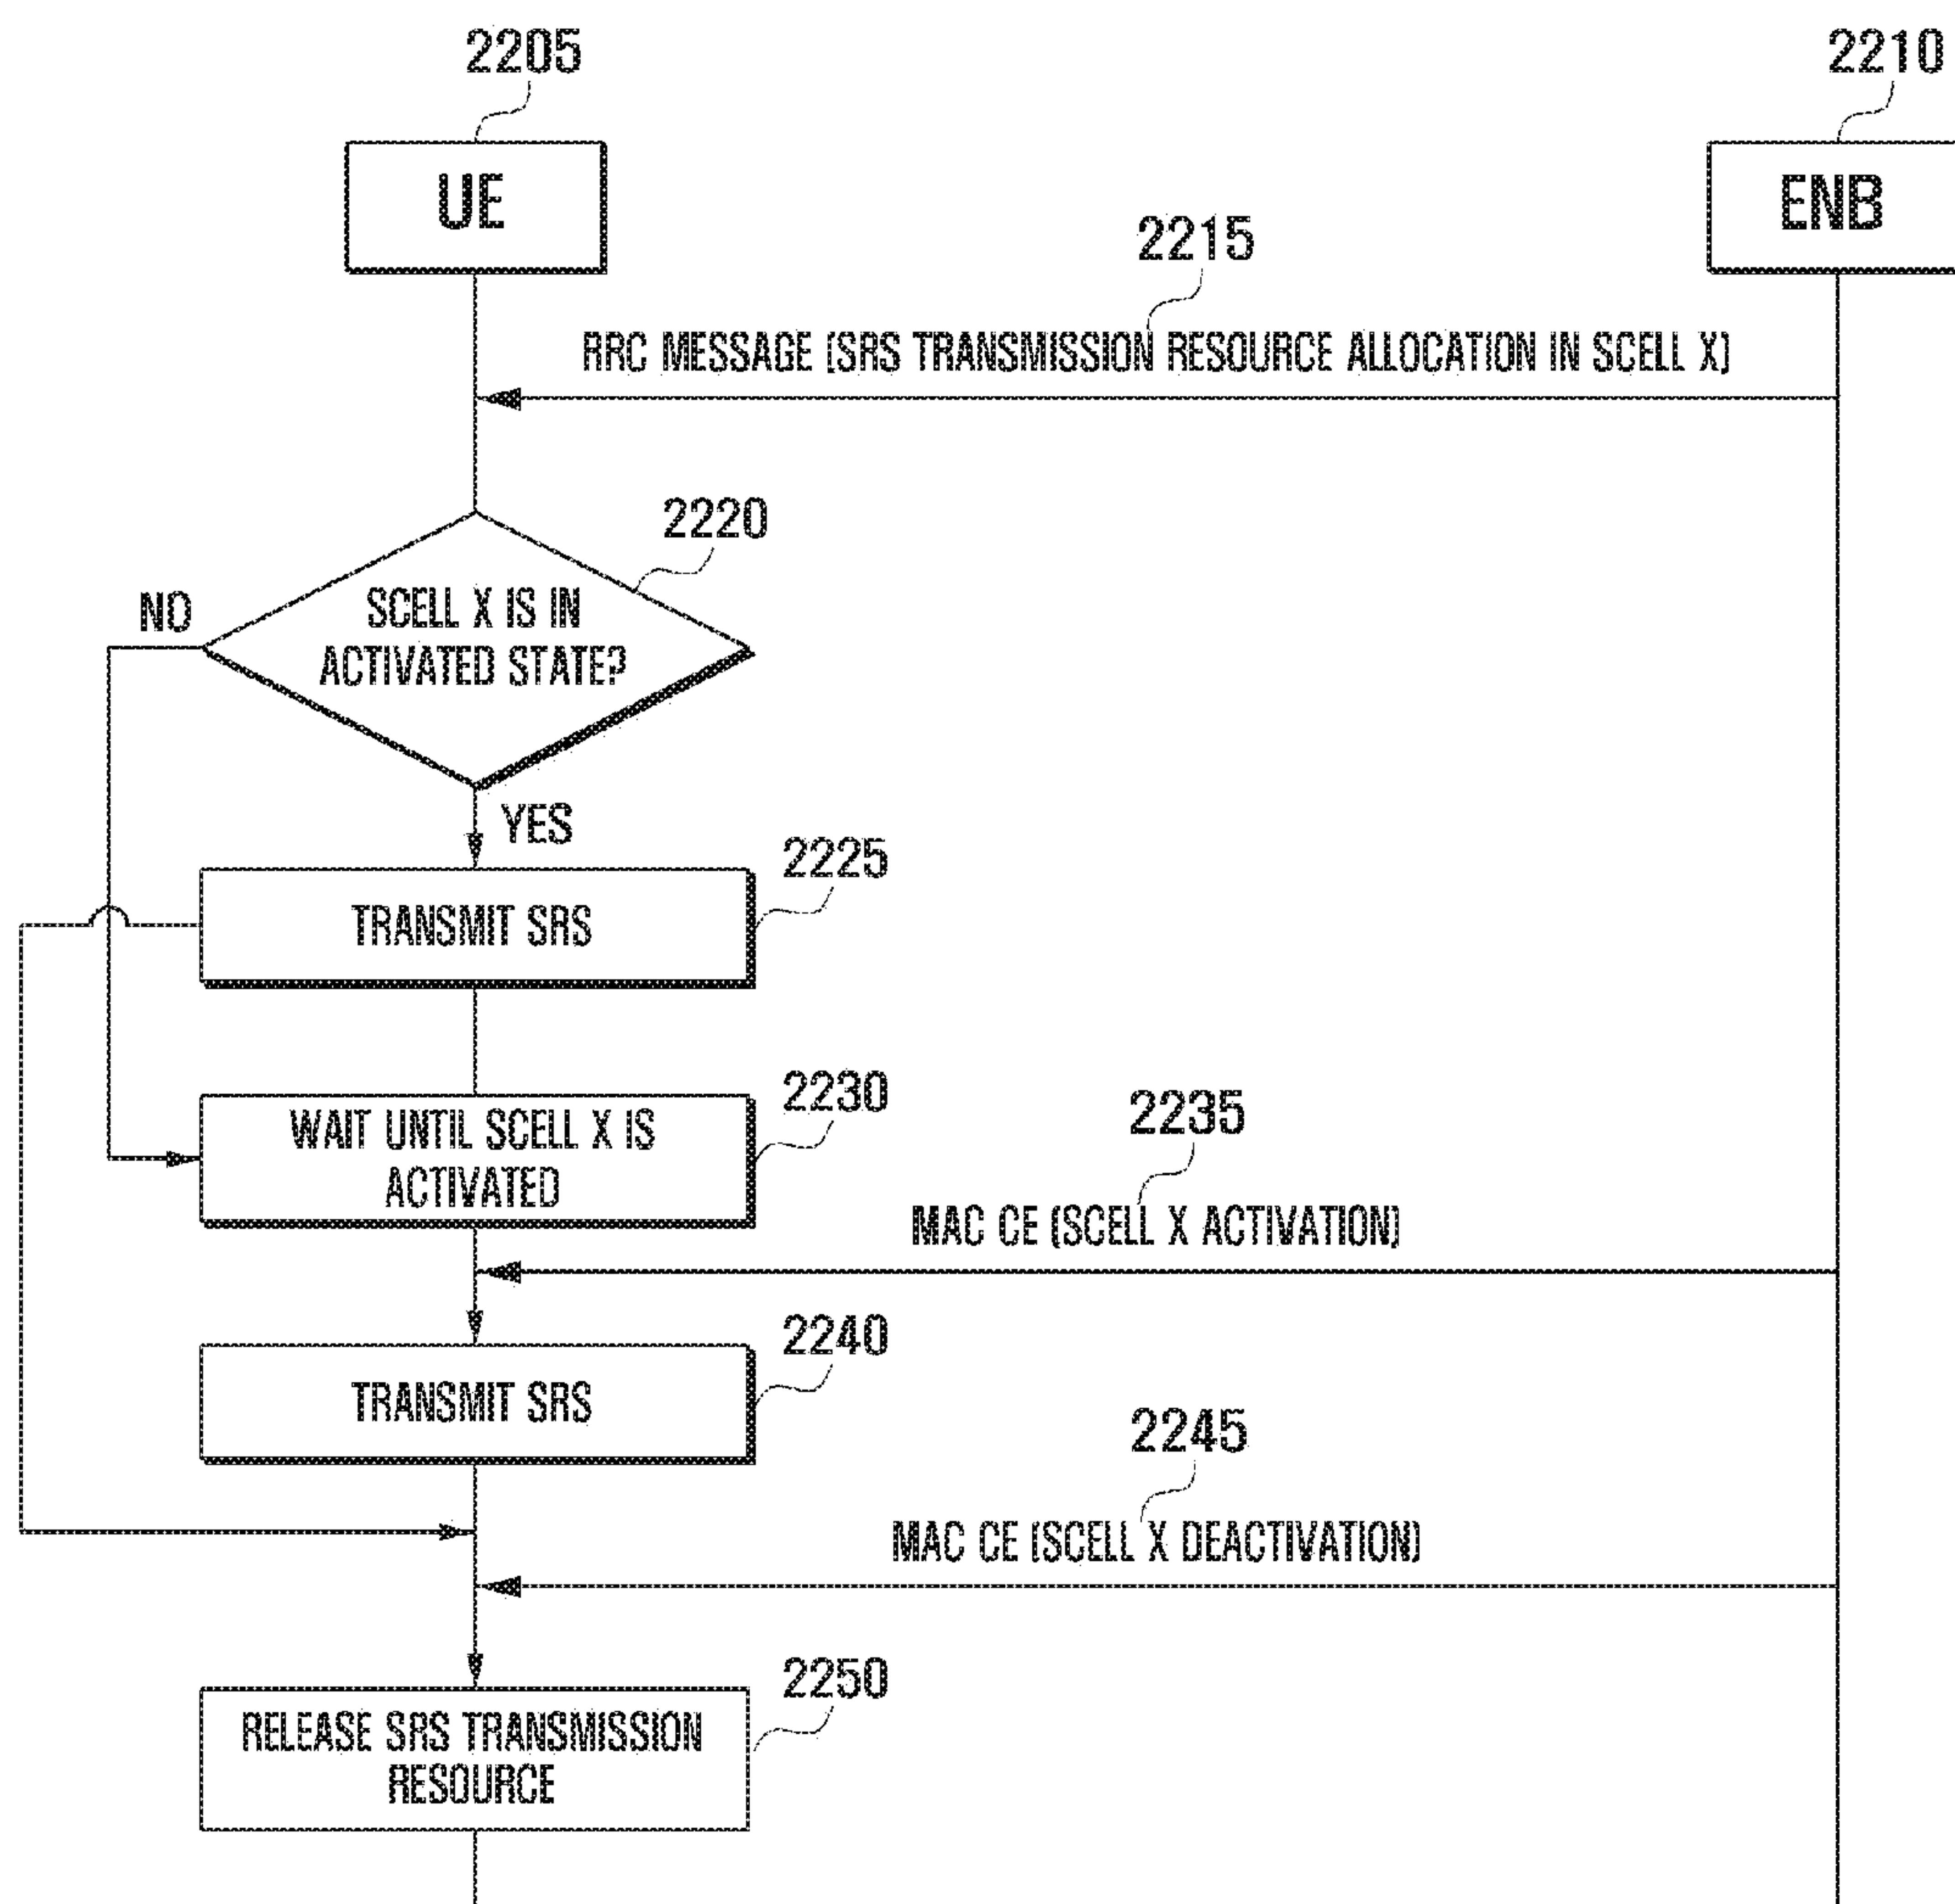 2205
2210
UE
ENB
2215
RRC MESSAGE (SRS TRANSMISSION RESOURCE ALLOCATION IN SCELL X)
2220
NO
SCELL X IS IN
ACTIVATED STATE?
YES
2225
TRANSMIT SRS
2230
WAIT UNTIL SCELL X IS
ACTIVATED
2235
MAC CE (SCELL X ACTIVATION)
2240
TRANSMIT SRS
2245
MAC CE (SCELL X DEACTIVATION)
2250
RELEASE SRS TRANSMISSION
RESOURCE